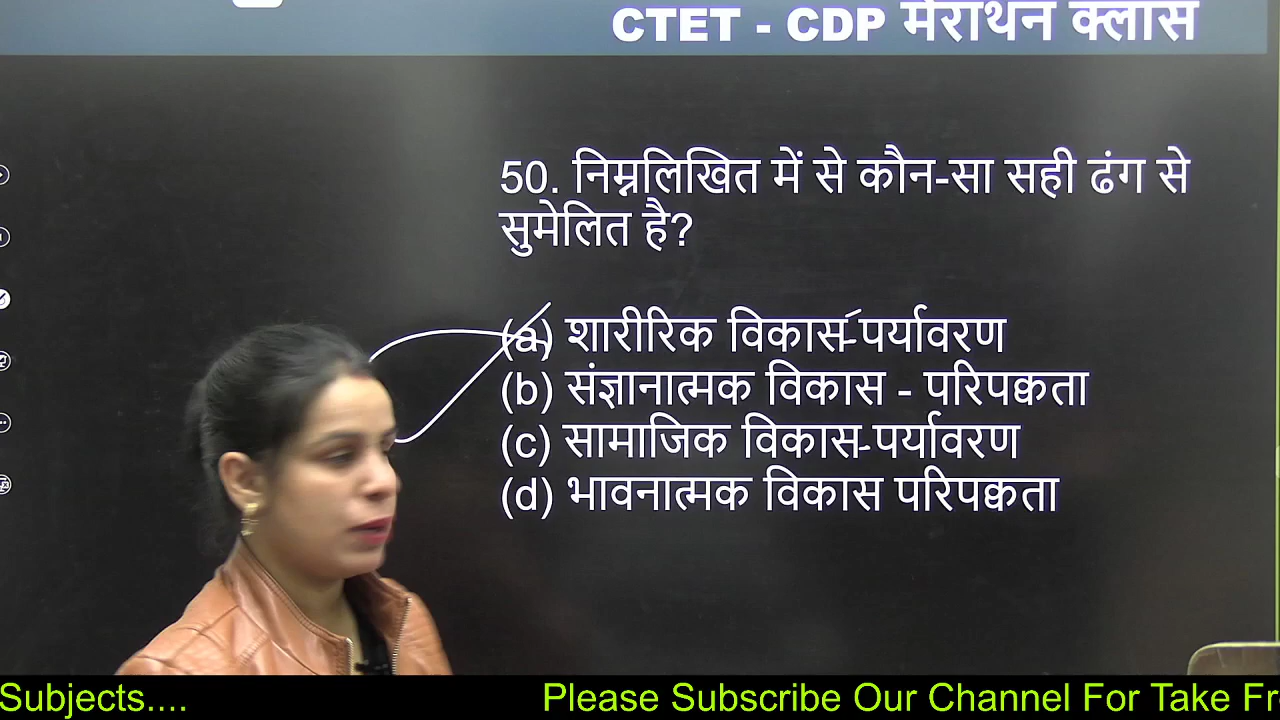 CTET - CDP मैराथन क्लास
50. निम्नलिखित में से कौन-सा सही ढंग से
सुमेलित है?
(a) शारीरिक विकास-पर्यावरण
(b) संज्ञानात्मक विकास - परिपक्वता
(c) सामाजिक विकास-पर्यावरण
(d) भावनात्मक विकास परिपक्वता
Subjects.... Please Subscribe Our Channel For Take Fr